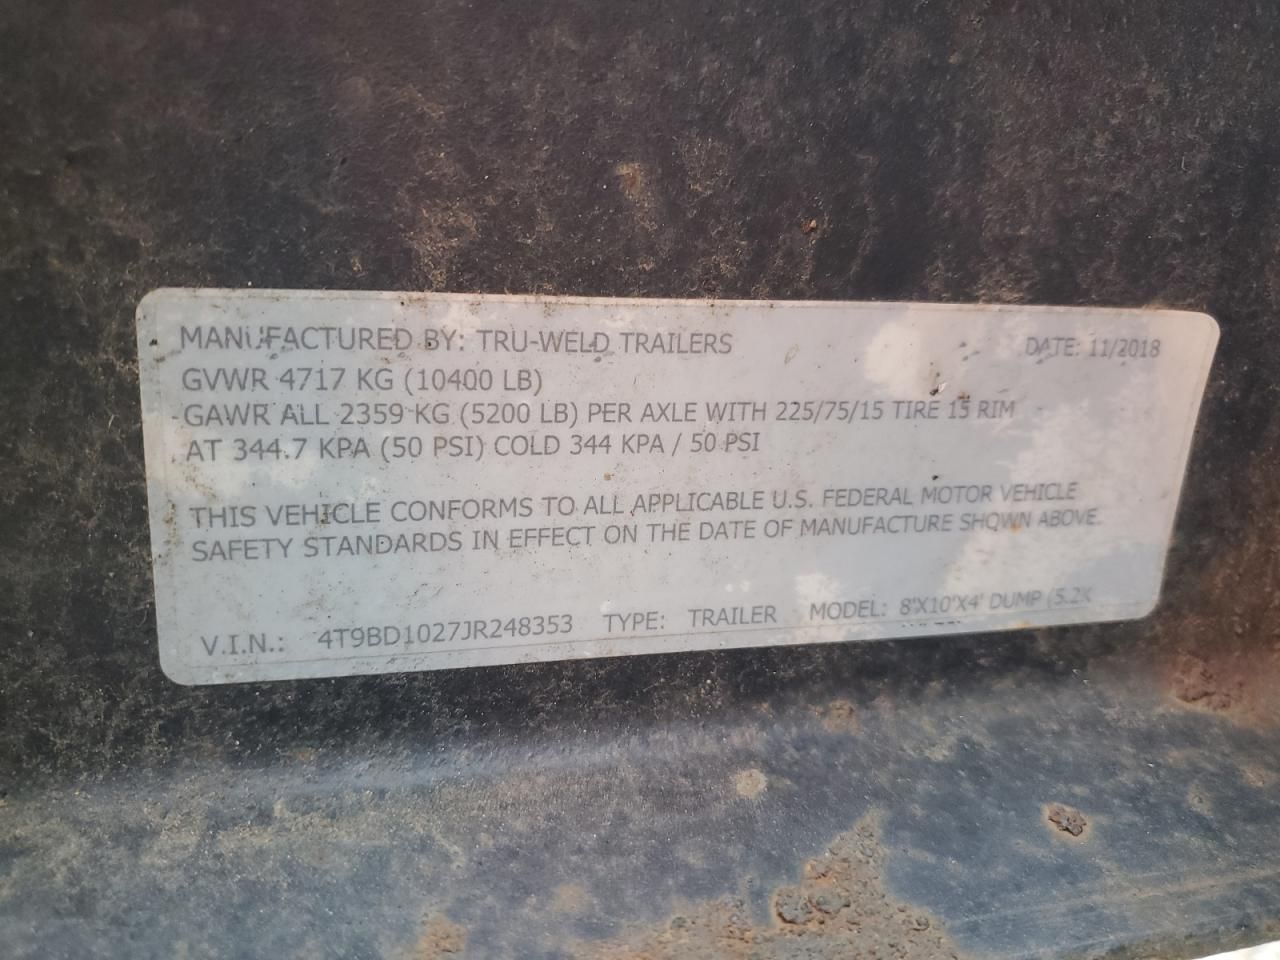 MANUFACTURED BY: TRU-WELD TRAILERS DATE: 11/2018
GVWR 4717 KG (10400 LB)
GAWR ALL 2359 KG (5200 LB) PER AXLE WITH 225/75/15 TIRE 15 RIM
AT 344.7 KPA (50 PSI) COLD 344 KPA / 50 PSI
THIS VEHICLE CONFORMS TO ALL APPLICABLE U.S. FEDERAL MOTOR VEHICLE
SAFETY STANDARDS IN EFFECT ON THE DATE OF MANUFACTURE SHOWN ABOVE.
V.I.N.: 4T9BD1027JR248353 TYPE: TRAILER MODEL: 8'X10'X4' DUMP (5.2K